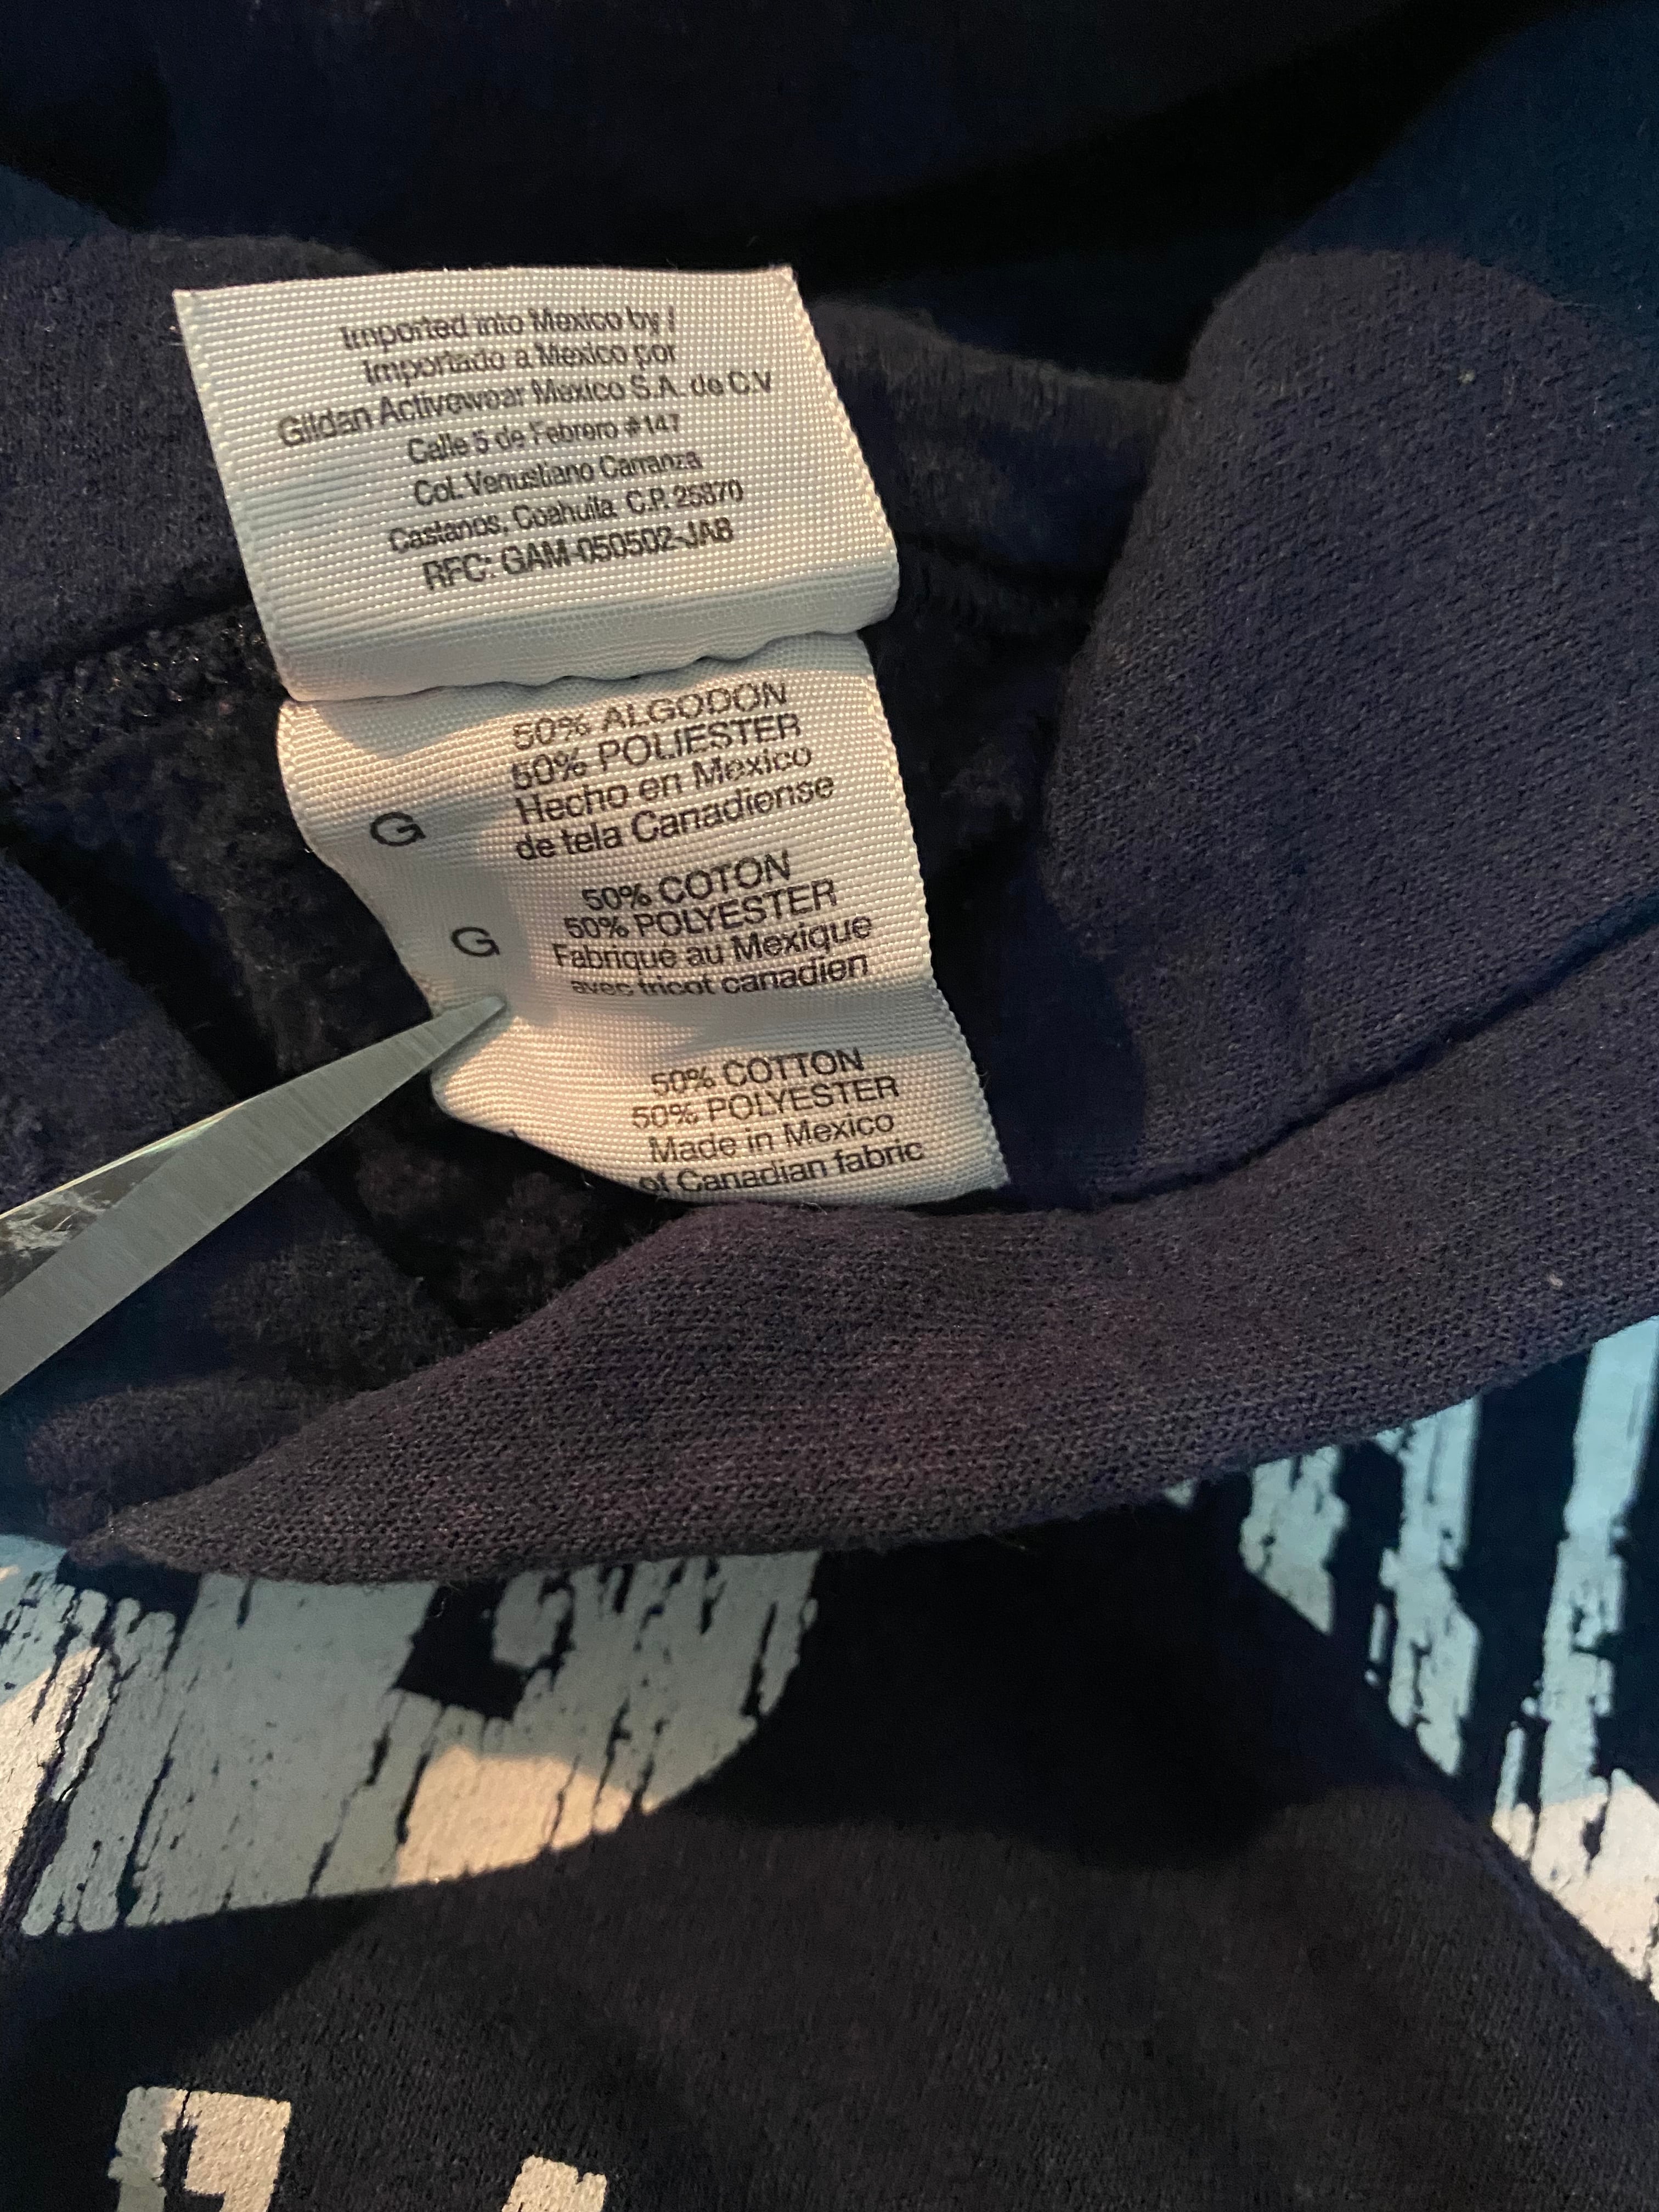 Imported into Mexico by /
Importado a Mexico por
Gildan Activewear Mexico S.A. de C.V
Calle 5 de Febrero #147
Col. Venustiano Carranza
Castanos, Coahuila. C.P. 25870
RFC: GAM-050502-JA8
50% ALGODON
50% POLIESTER
G Hecho en Mexico
de tela Canadiense
50% COTON
50% POLYESTER
G Fabriqué au Mexique
avec tricot canadien
50% COTTON
50% POLYESTER
Made in Mexico
of Canadian fabric